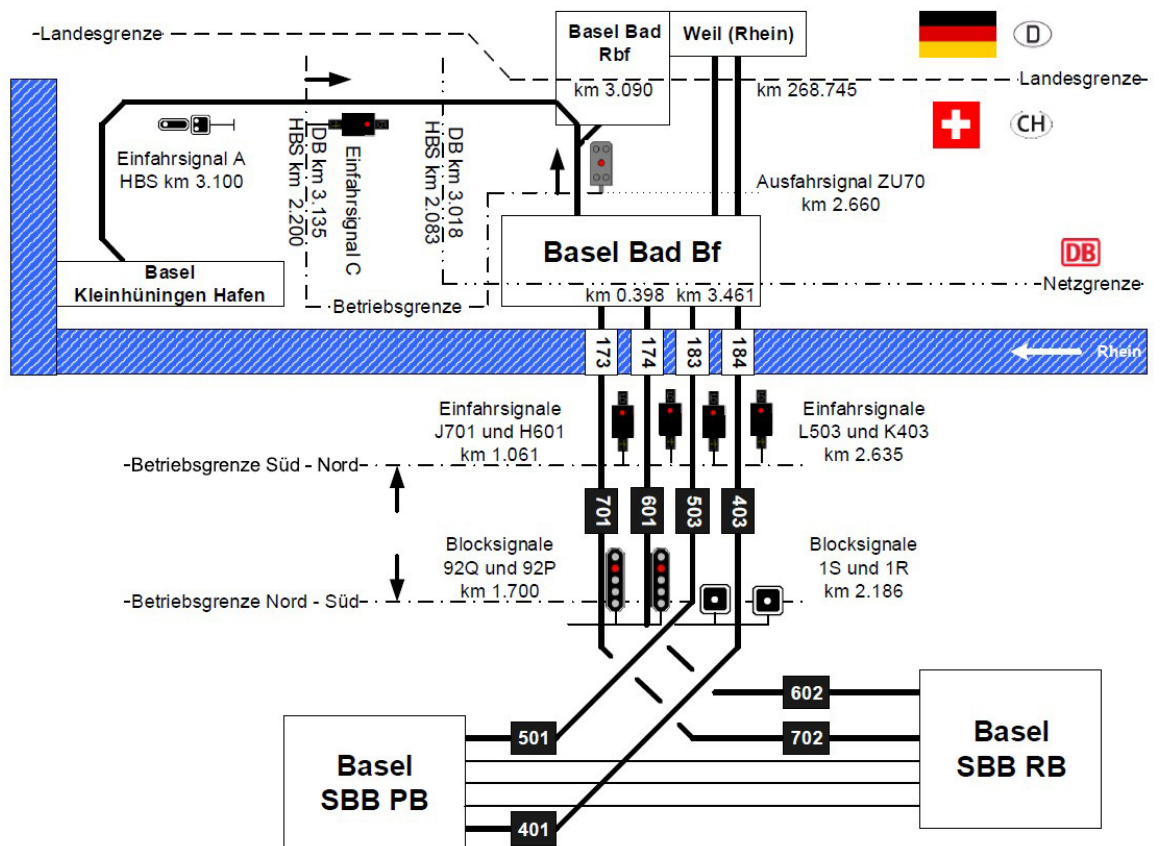 Landesgrenze
Basel Bad
Rbf
Weil (Rhein)
D
km 3.090
km 268.745
Landesgrenze
CH
Einfahrsignal A
HBS km 3.100
DB km 3.135
HBS km 2.200
Einfahrsignal C
DB km 3.018
HBS km 2.083
Ausfahrsignal ZU70
km 2.660
Basel Bad Bf
DB
Basel
Kleinhüningen Hafen
Betriebsgrenze
km 0.398
km 3.461
Netzgrenze
173
174
183
184
Rhein
Einfahrsignale
J701 und H601
km 1.061
Einfahrsignale
L503 und K403
km 2.635
Betriebsgrenze Süd - Nord
701
601
503
403
Blocksignale
92Q und 92P
km 1.700
Blocksignale
1S und 1R
km 2.186
Betriebsgrenze Nord - Süd
602
501
702
Basel
SBB PB
Basel
SBB RB
401